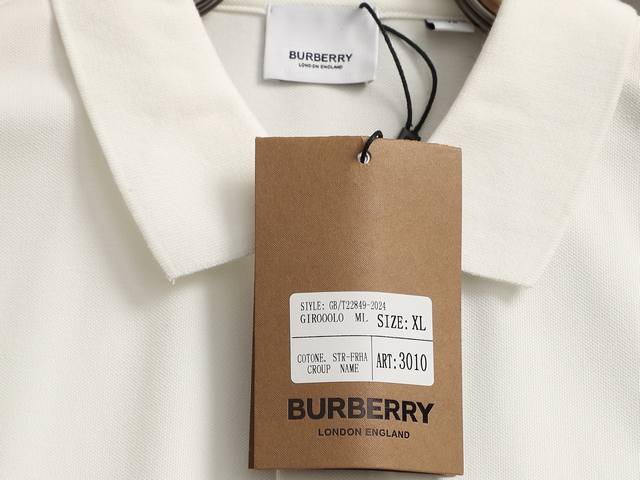 BURBERRY
LONDON ENGLAND
SIYLE: GB/T22849-2024
GIROOOLO ML SIZE: XL
COTONE. STR-FRHA
CROUP NAME
ART: 3010
BURBERRY
LONDON ENGLAND